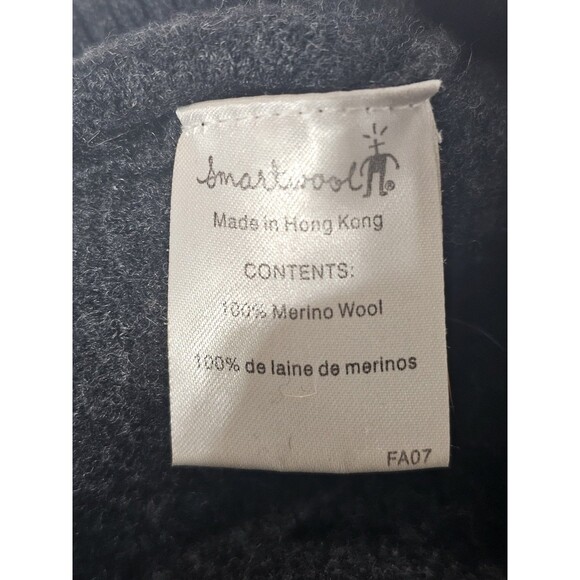 Smartwool®
Made in Hong Kong
CONTENTS:
100% Merino Wool
100% de laine de merinos
FA07